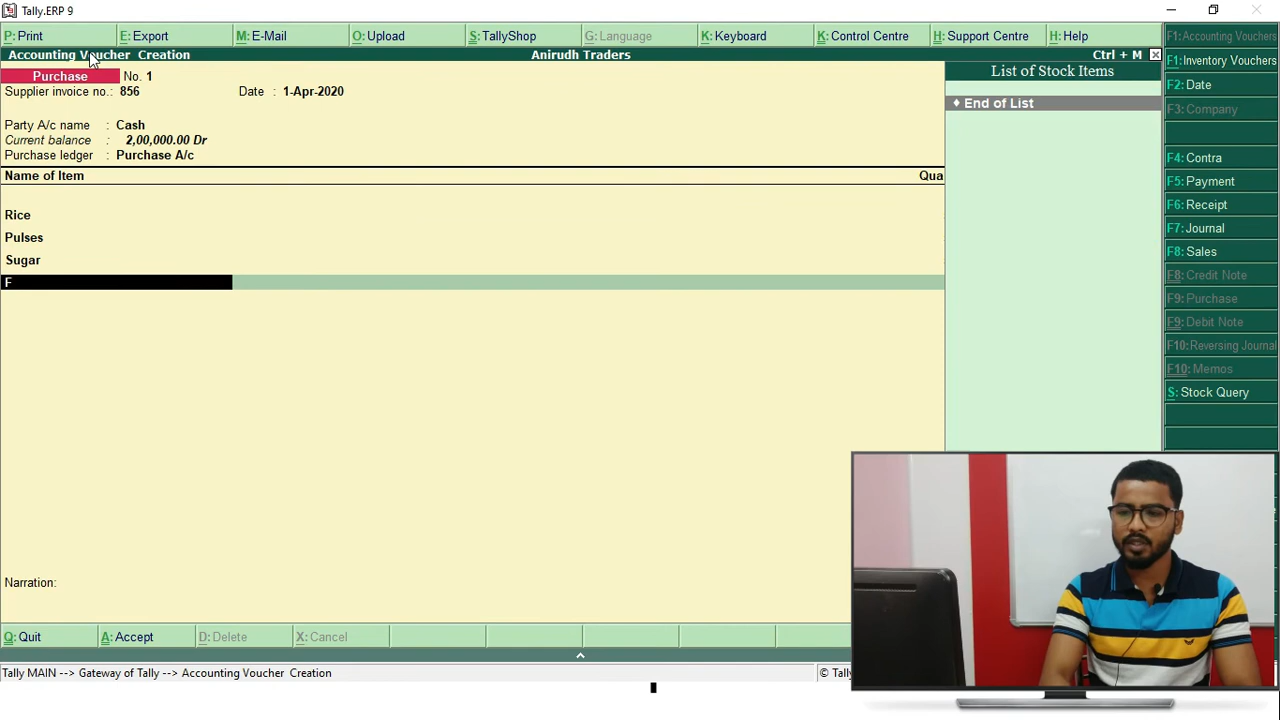 Tally.ERP 9
P: Print E: Export M: E-Mail O: Upload S: TallyShop G: Language K: Keyboard K: Control Centre H: Support Centre H: Help
Accounting Voucher Creation Anirudh Traders Ctrl + M
Purchase No. 1
Supplier invoice no.: 856 Date : 1-Apr-2020
Party A/c name : Cash
Current balance : 2,00,000.00 Dr
Purchase ledger : Purchase A/c
Name of Item Qua
Rice
Pulses
Sugar
F
Narration:
List of Stock Items
♦ End of List
F1: Accounting Vouchers
F1: Inventory Vouchers
F2: Date
F3: Company
F4: Contra
F5: Payment
F6: Receipt
F7: Journal
F8: Sales
F8: Credit Note
F9: Purchase
F9: Debit Note
F10: Reversing Journal
F10: Memos
S: Stock Query
Q: Quit A: Accept D: Delete X: Cancel
Tally MAIN --> Gateway of Tally --> Accounting Voucher Creation © Tally